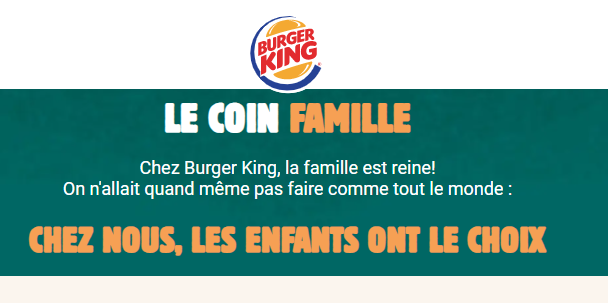 BURGER
KING
LE COIN FAMILLE
Chez Burger King, la famille est reine!
On n'allait quand même pas faire comme tout le monde :
CHEZ NOUS, LES ENFANTS ONT LE CHOIX